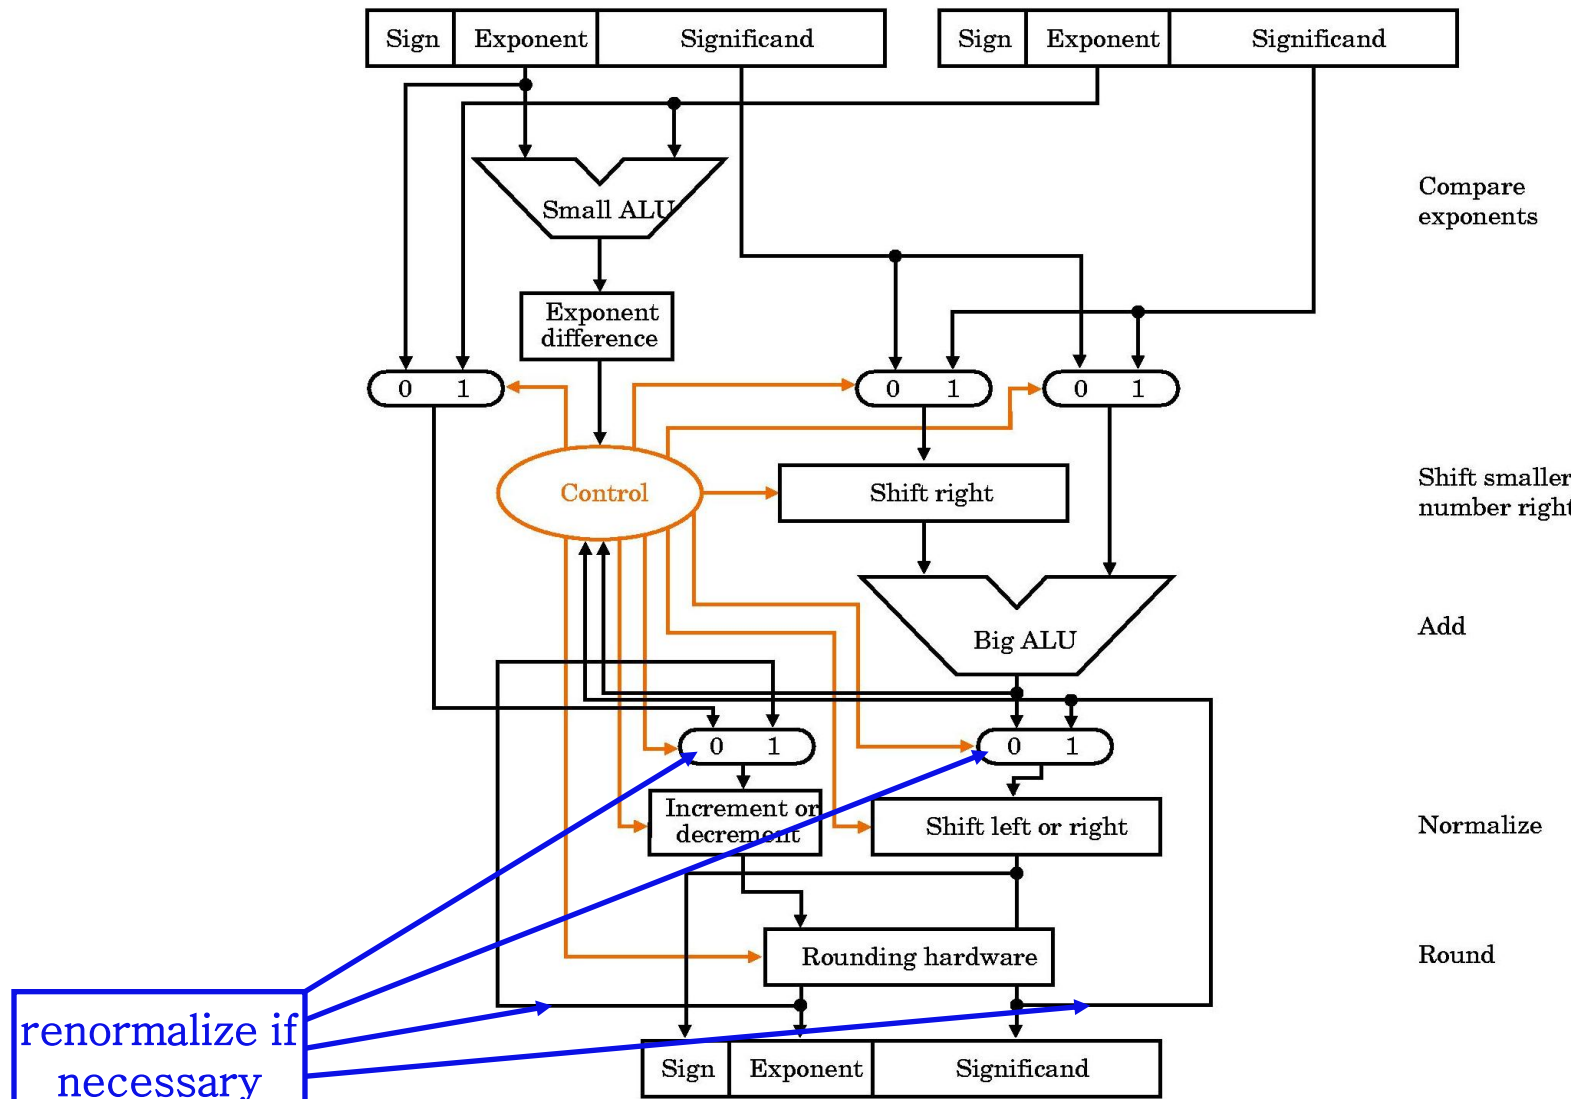 Sign Exponent Significand Sign Exponent Significand
Compare
exponents
Small ALU
Exponent
difference
0 1 0 1 0 1
Control
Shift right
Shift smaller
number right
Big ALU
Add
0 1 0 1
Increment or
decrement
Shift left or right
Normalize
Rounding hardware
Round
renormalize if
necessary
Sign Exponent Significand